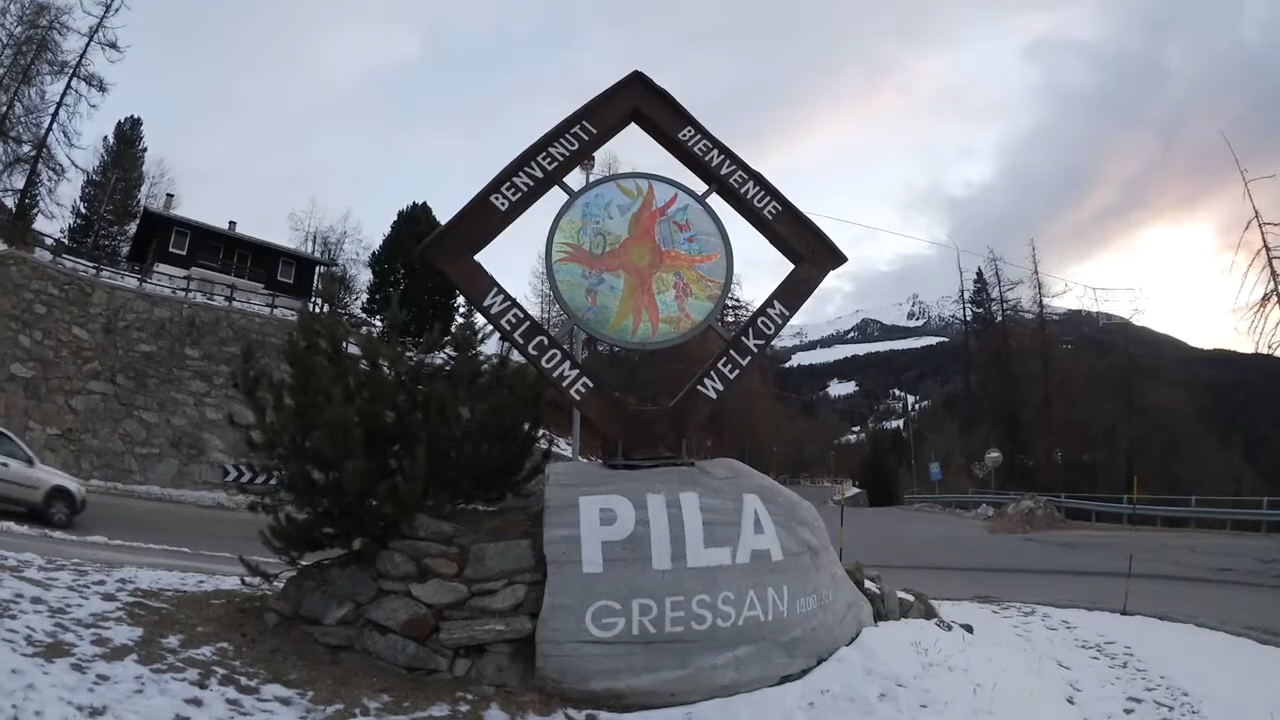 BENVENUTI
BIENVENUE
WELCOME
WELKOM
PILA
GRESSAN